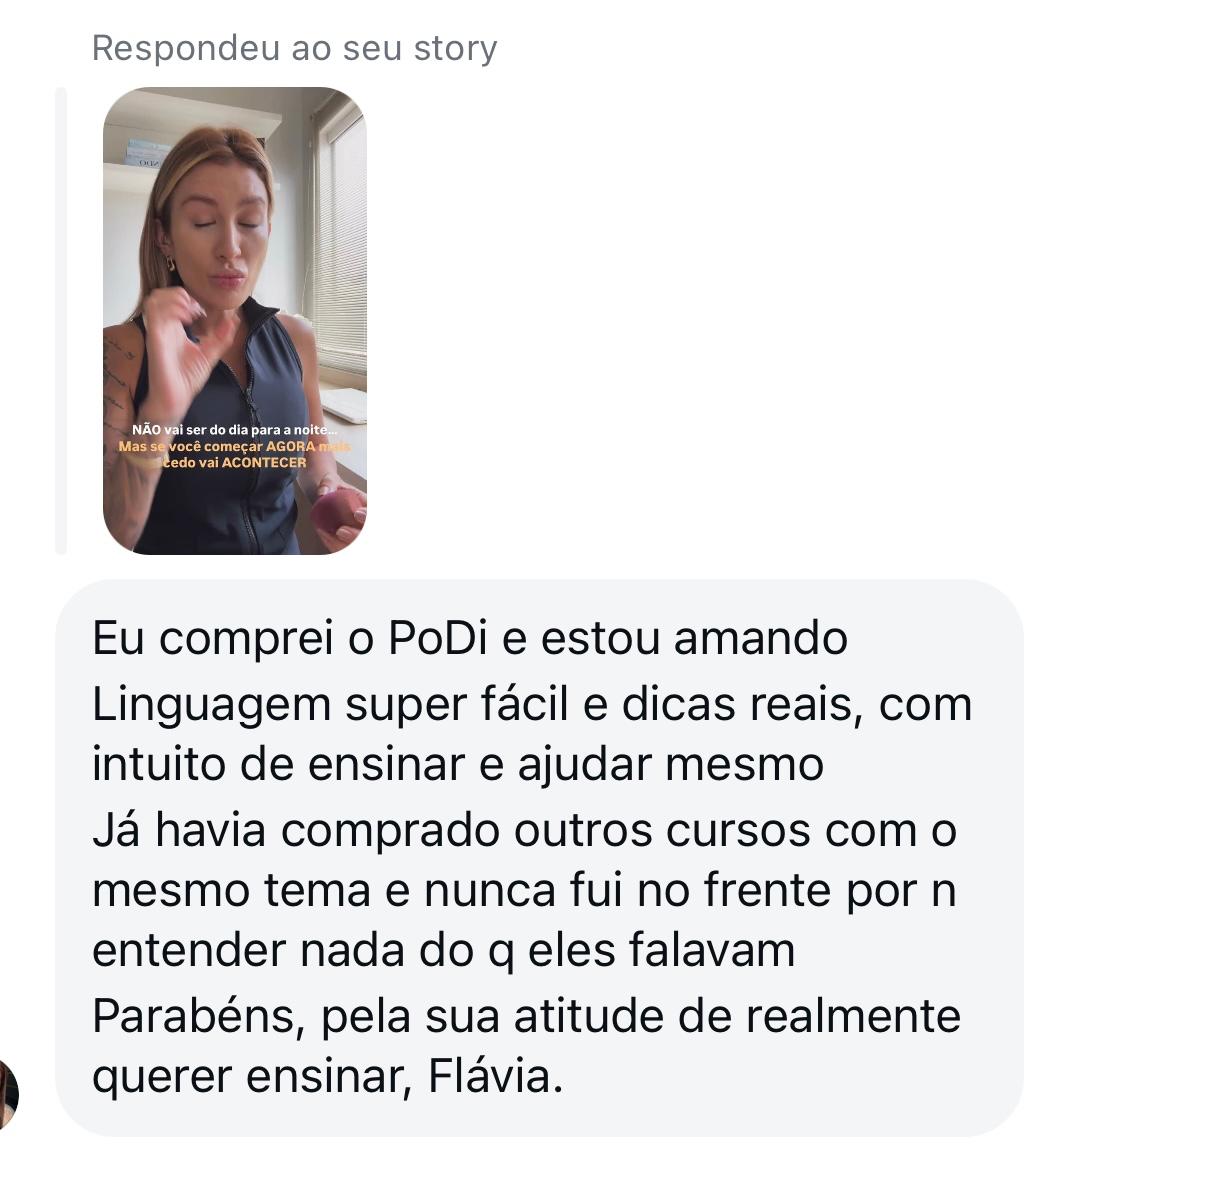 Respondeu ao seu story
NÃO vai ser do dia para a noite...
Mas se você começar AGORA mais
cedo vai ACONTECER
Eu comprei o PoDi e estou amando
Linguagem super fácil e dicas reais, com
intuito de ensinar e ajudar mesmo
Já havia comprado outros cursos com o
mesmo tema e nunca fui no frente por n
entender nada do q eles falavam
Parabéns, pela sua atitude de realmente
querer ensinar, Flávia.